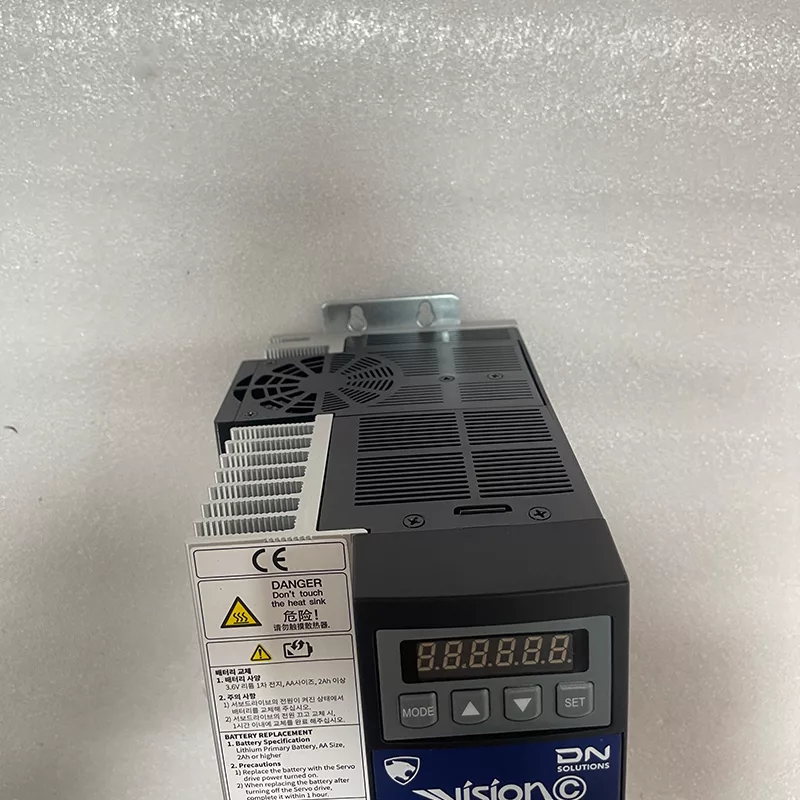 CE
DANGER
Don't touch
the heat sink
危险!
请勿触摸散热器.
배터리 교체
1. 배터리 사양
3.6V 리튬 1차 전지, AA사이즈, 2Ah 이상
2. 주의 사항
1) 서보드라이브의 전원이 켜진 상태에서
배터리를 교체해 주십시오.
2) 서보드라이브의 전원 끄고 교체 시,
1시간 이내에 교체를 완료 해주십시오.
BATTERY REPLACEMENT
1. Battery Specification
Lithium Primary Battery, AA Size,
2Ah or higher
2. Precautions
1) Replace the battery with the Servo
drive power turned on.
2) When replacing the battery after
turning off the Servo drive,
complete it within 1 hour.
8.8.8.8.8.8.
MODE
SET
DN
SOLUTIONS
Vision C